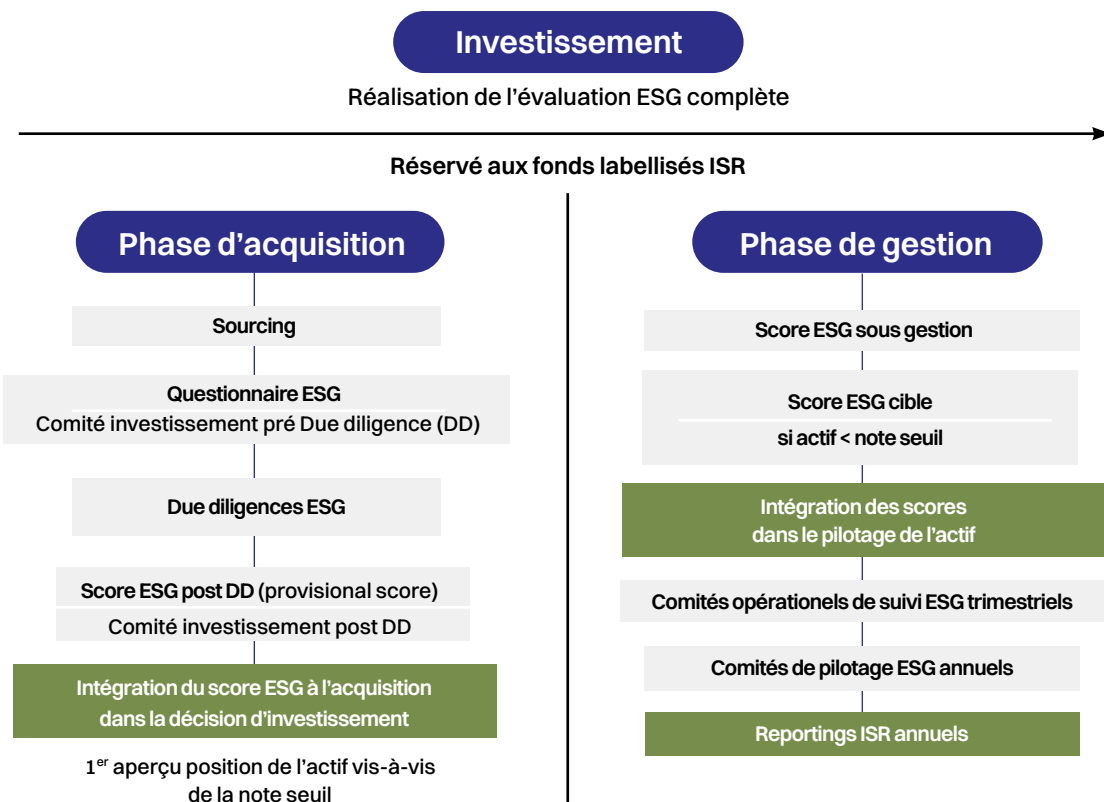 Investissement
Réalisation de l’évaluation ESG complète
Réservé aux fonds labellisés ISR
Phase d’acquisition
Sourcing
Questionnaire ESG
Comité investissement pré Due diligence (DD)
Due diligences ESG
Score ESG post DD (provisional score)
Comité investissement post DD
Intégration du score ESG à l’acquisition
dans la décision d’investissement
1er aperçu position de l’actif vis-à-vis
de la note seuil
Phase de gestion
Score ESG sous gestion
Score ESG cible
si actif < note seuil
Intégration des scores
dans le pilotage de l’actif
Comités opérationels de suivi ESG trimestriels
Comités de pilotage ESG annuels
Reportings ISR annuels